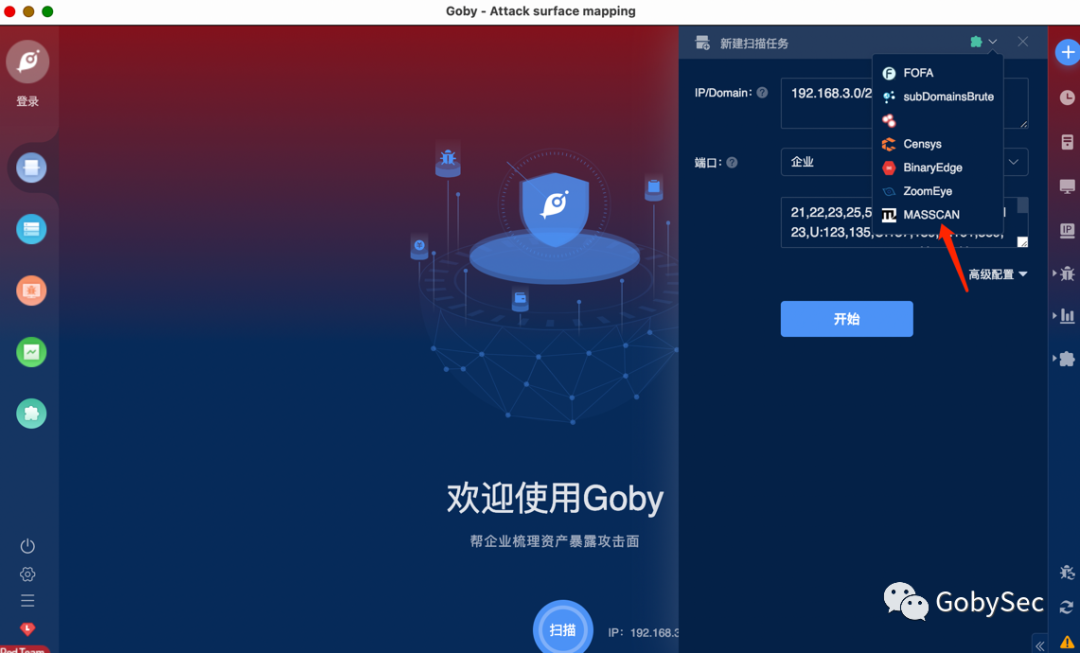 Goby - Attack surface mapping
登录
新建扫描任务
IP/Domain:
192.168.3.0/2
FOFA
subDomainsBrute
Censys
BinaryEdge
ZoomEye
MASSCAN
端口:
企业
21,22,23,25,5
23,U:123,135,
高级配置
开始
欢迎使用Goby
帮企业梳理资产暴露攻击面
扫描
IP: 192.168.3
IP
GobySec
Red Team